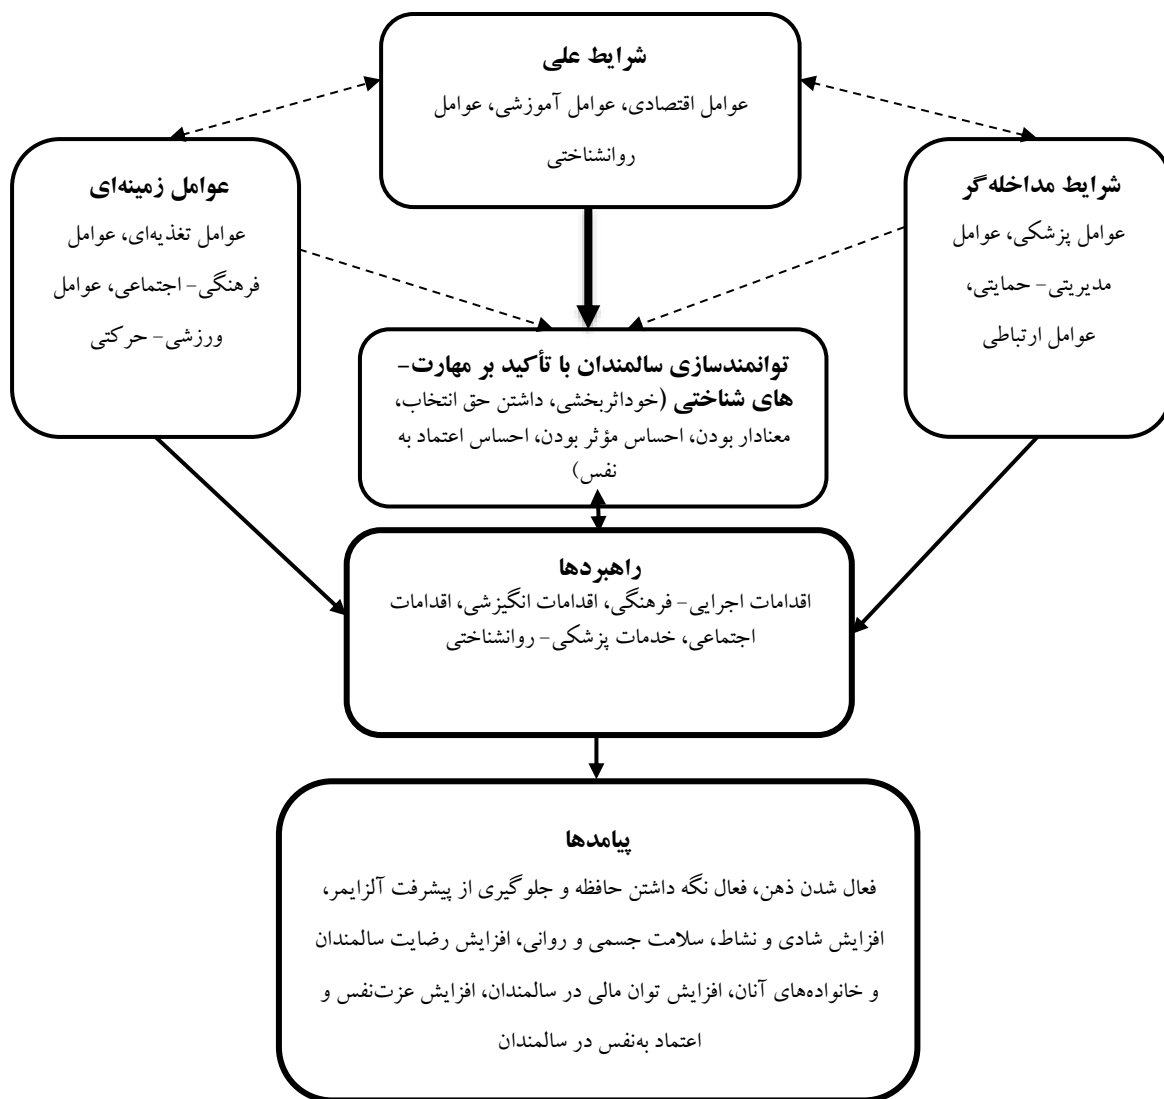 شرایط علی
عوامل اقتصادی، عوامل آموزشی، عوامل
روانشناختی
شرایط مداخله‌گر
عوامل پزشکی، عوامل
مدیریتی- حمایتی،
عوامل ارتباطی
عوامل زمینه‌ای
عوامل تغذیه‌ای، عوامل
فرهنگی- اجتماعی، عوامل
ورزشی- حرکتی
توانمندسازی سالمندان با تأکید بر مهارت-
های شناختی (خوداثربخشی، داشتن حق انتخاب،
معنادار بودن، احساس مؤثر بودن، احساس اعتماد به
نفس)
راهبردها
اقدامات اجرایی- فرهنگی، اقدامات انگیزشی، اقدامات
اجتماعی، خدمات پزشکی- روانشناختی
پیامدها
فعال شدن ذهن، فعال نگه داشتن حافظه و جلوگیری از پیشرفت آلزایمر،
افزایش شادی و نشاط، سلامت جسمی و روانی، افزایش رضایت سالمندان
و خانواده‌های آنان، افزایش توان مالی در سالمندان، افزایش عزت‌نفس و
اعتماد به‌نفس در سالمندان